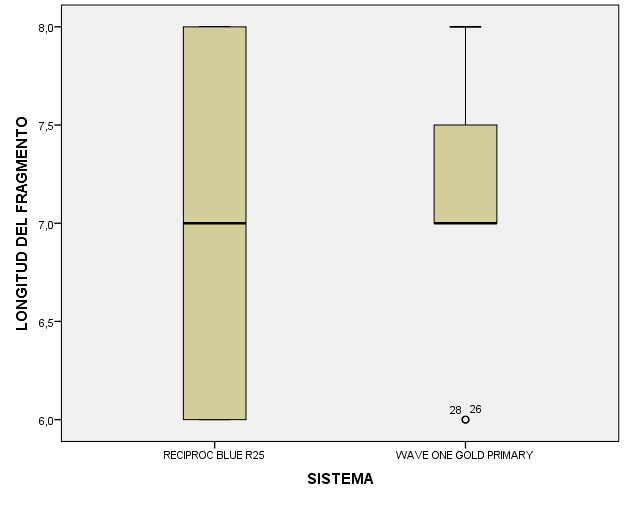 LONGITUD DEL FRAGMENTO
8,0
7,5
7,0
6,5
6,0
28 26
RECIPROC BLUE R25
WAVE ONE GOLD PRIMARY
SISTEMA